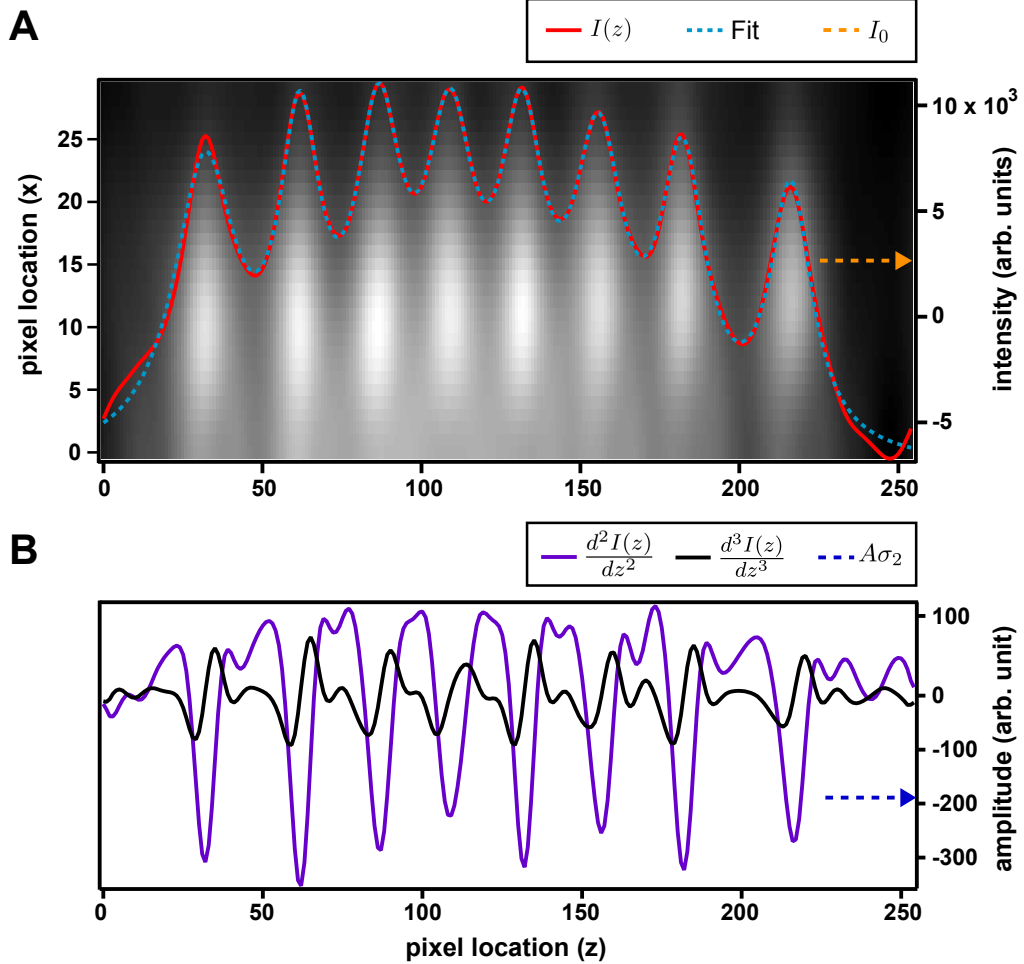 A
I(z) Fit I₀
10 x 10³
25
20
5
15
0
10
5
-5
0
0 50 100 150 200 250
pixel location (x)
intensity (arb. units)
B
d²I(z)/dz² d³I(z)/dz³ Aσ₂
100
0
-100
-200
-300
0 50 100 150 200 250
pixel location (z)
amplitude (arb. unit)